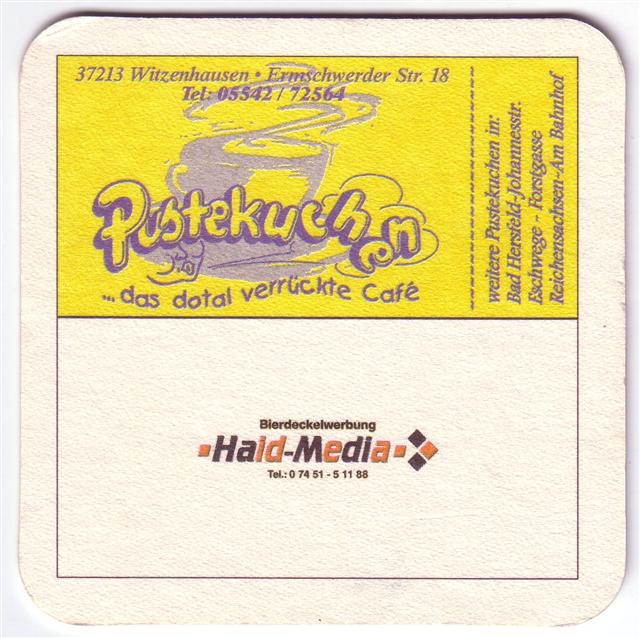 37213 Witzenhausen • Ermschwerder Str. 18
Tel: 05542 / 72564
Pustekuchen
...das dotal verrückte Café
weitere Pustekuchen in:
Bad Hersfeld-Johannesstr.
Eschwege - Forstgasse
Reichensachsen-Am Bahnhof
Bierdeckelwerbung
Haid-Media
Tel.: 0 74 51 - 5 11 88